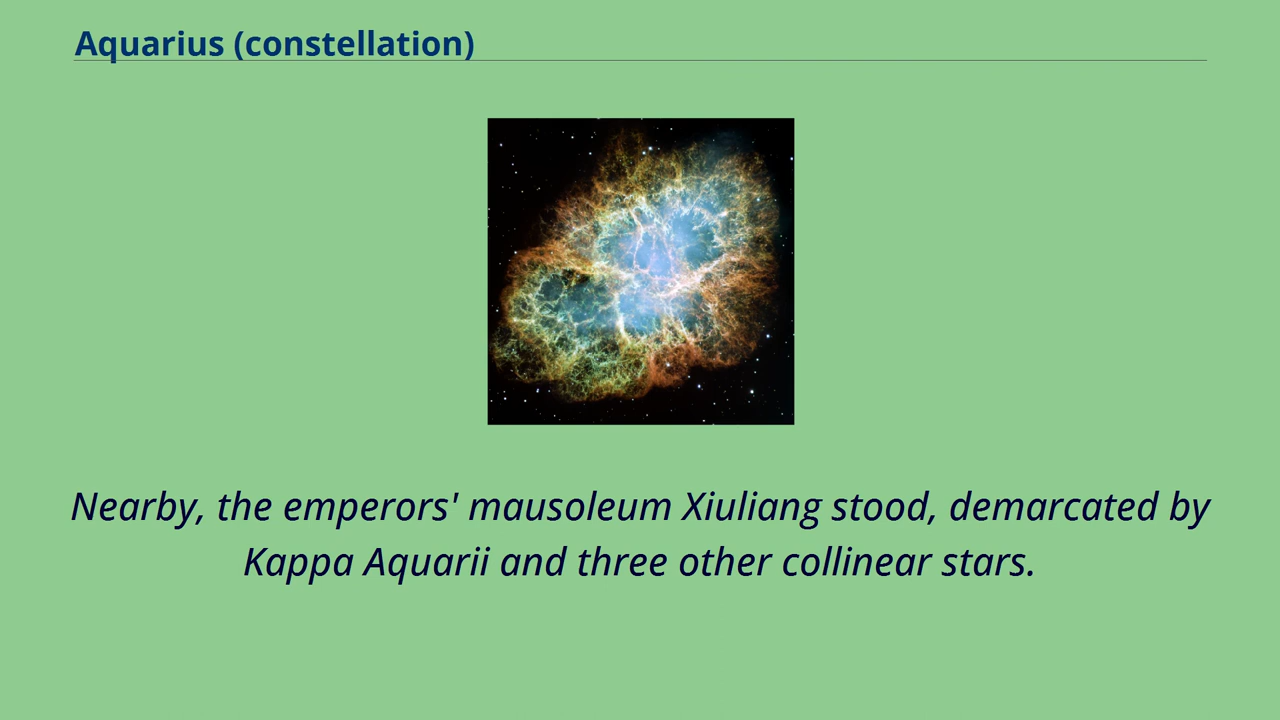 Aquarius (constellation)
Nearby, the emperors' mausoleum Xiuliang stood, demarcated by
Kappa Aquarii and three other collinear stars.